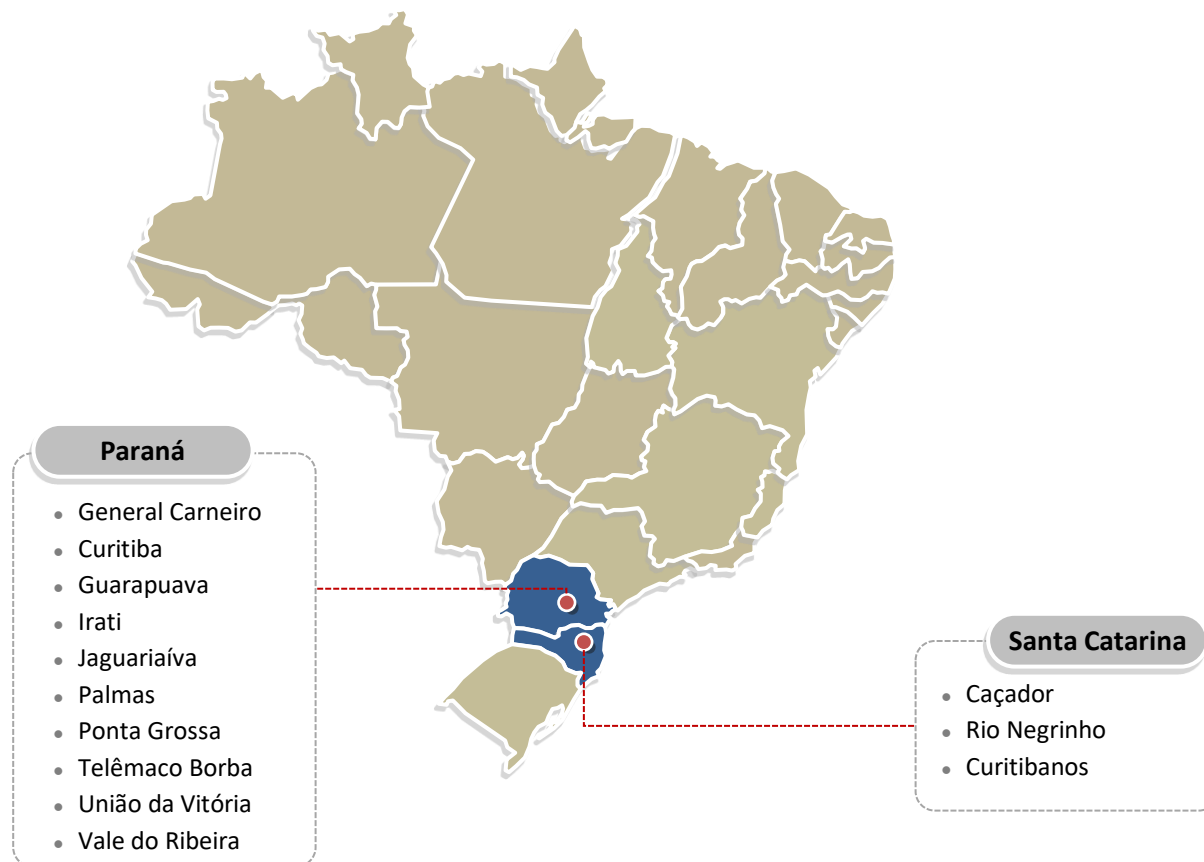 Paraná
General Carneiro
Curitiba
Guarapuava
Irati
Jaguariaíva
Palmas
Ponta Grossa
Telêmaco Borba
União da Vitória
Vale do Ribeira
Santa Catarina
Caçador
Rio Negrinho
Curitibanos